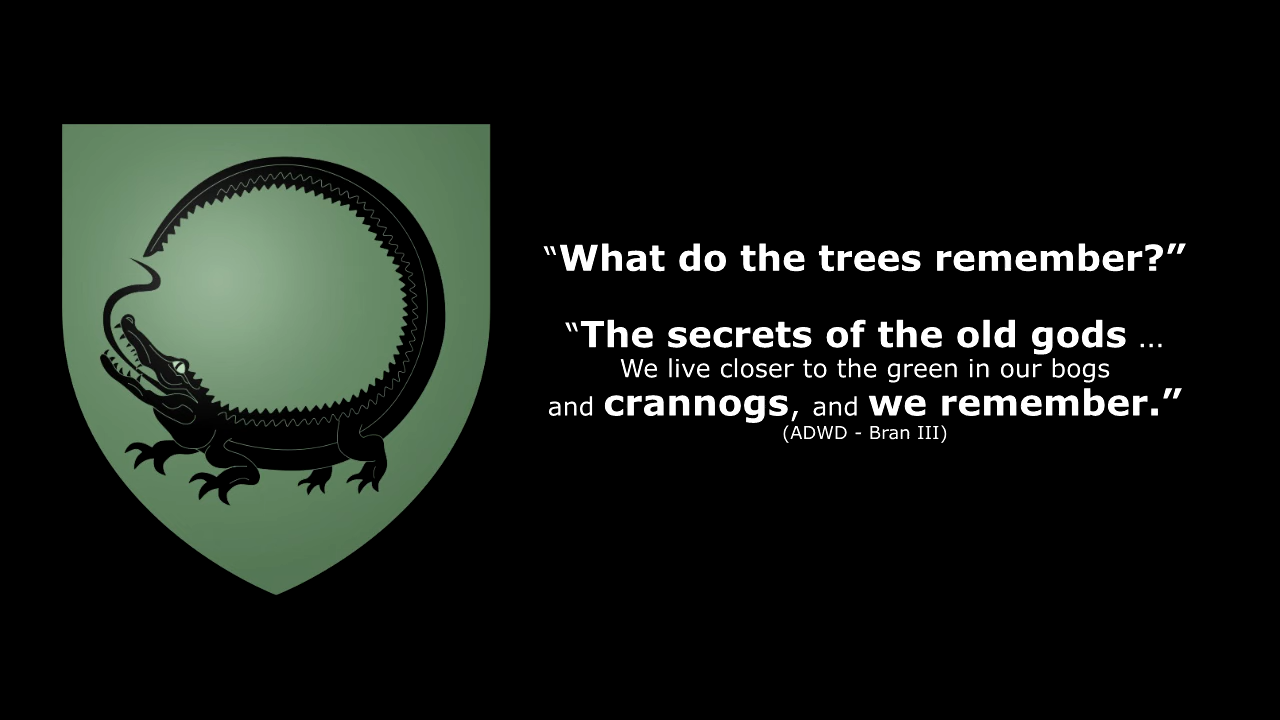 “What do the trees remember?”
“The secrets of the old gods ...
We live closer to the green in our bogs
and crannogs, and we remember.”
(ADWD - Bran III)